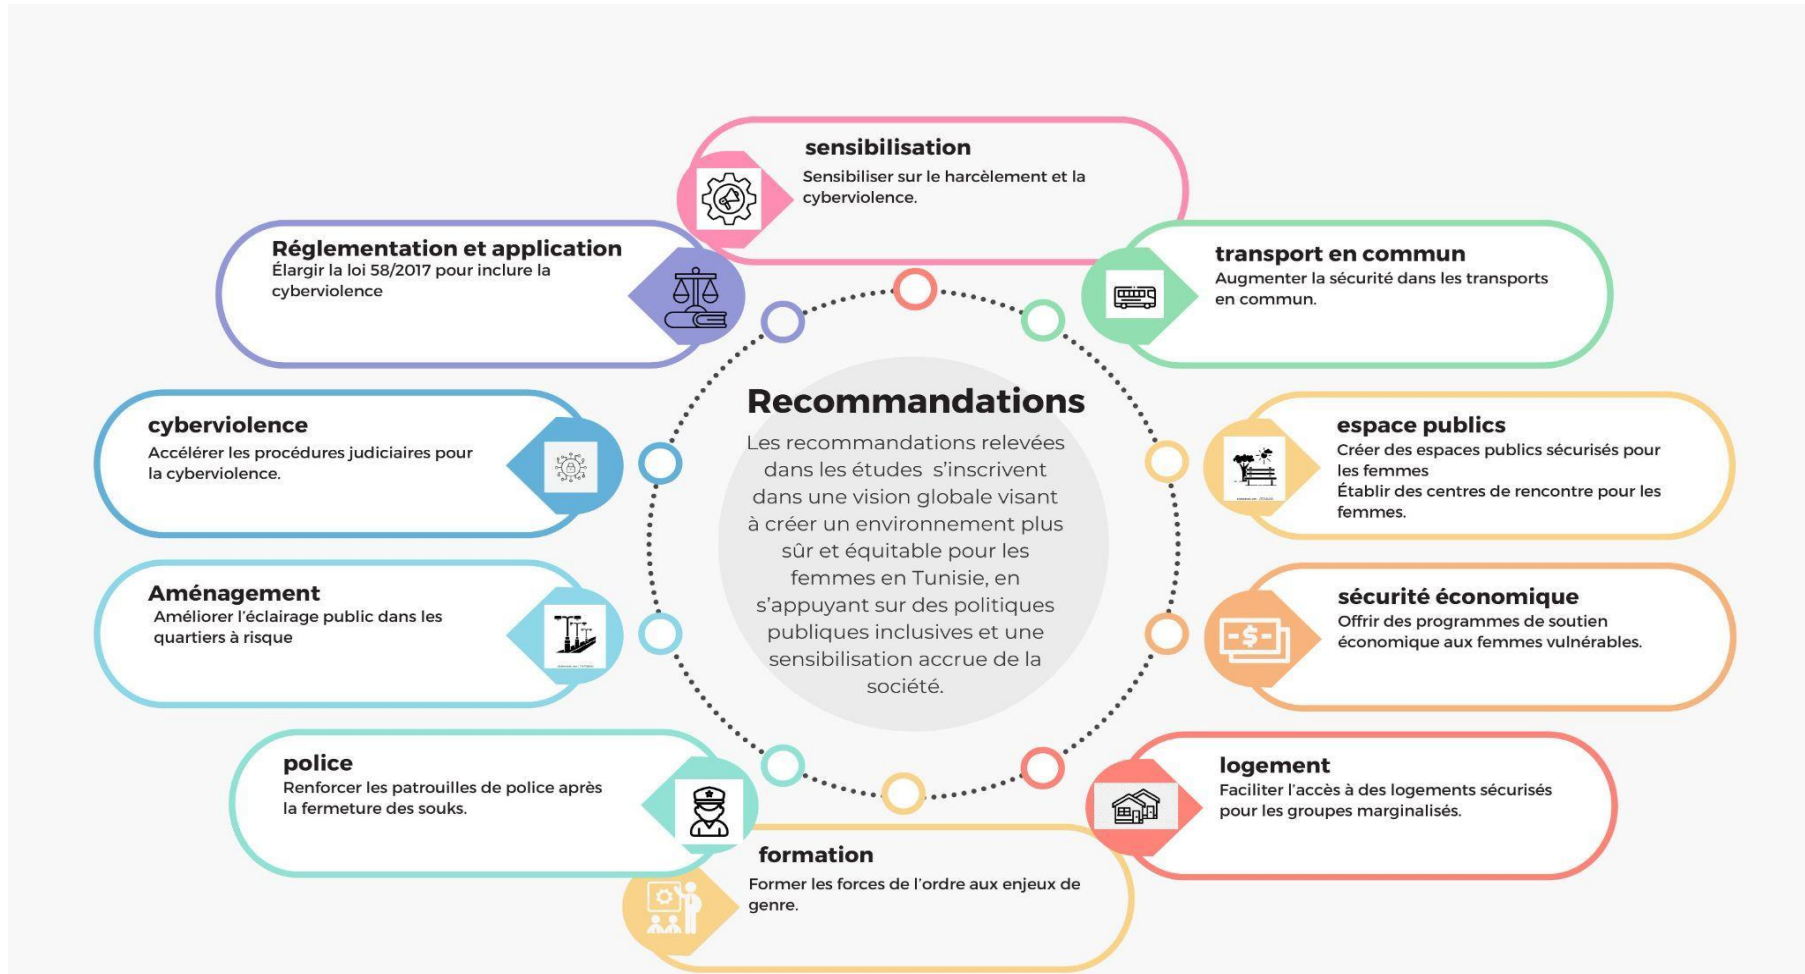 sensibilisation
Sensibiliser sur le harcèlement et la
cyberviolence.
Réglementation et application
Élargir la loi 58/2017 pour inclure la
cyberviolence
transport en commun
Augmenter la sécurité dans les transports
en commun.
cyberviolence
Accélérer les procédures judiciaires pour
la cyberviolence.
Recommandations
Les recommandations relevées
dans les études s’inscrivent
dans une vision globale visant
à créer un environnement plus
sûr et équitable pour les
femmes en Tunisie, en
s’appuyant sur des politiques
publiques inclusives et une
sensibilisation accrue de la
société.
espace publics
Créer des espaces publics sécurisés pour
les femmes
Établir des centres de rencontre pour les
femmes.
Aménagement
Améliorer l’éclairage public dans les
quartiers à risque
sécurité économique
Offrir des programmes de soutien
économique aux femmes vulnérables.
police
Renforcer les patrouilles de police après
la fermeture des souks.
logement
Faciliter l’accès à des logements sécurisés
pour les groupes marginalisés.
formation
Former les forces de l’ordre aux enjeux de
genre.